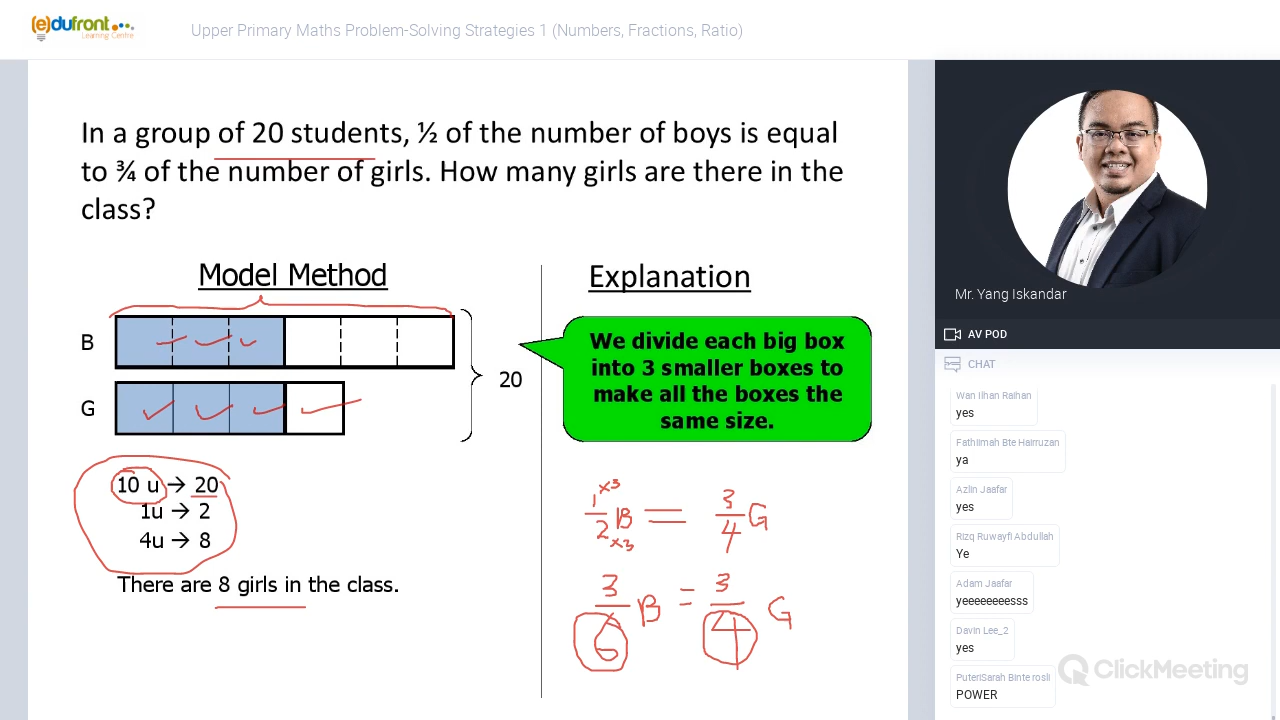 (e)dufront
Learning Centre
Upper Primary Maths Problem-Solving Strategies 1 (Numbers, Fractions, Ratio)
In a group of 20 students, ½ of the number of boys is equal
to ¾ of the number of girls. How many girls are there in the
class?
Model Method
B
G
20
10 u → 20
1u → 2
4u → 8
There are 8 girls in the class.
Explanation
We divide each big box
into 3 smaller boxes to
make all the boxes the
same size.
1/2 B = 3/4 G
×3
×3
3/6 B = 3/4 G
Mr. Yang Iskandar
AV POD
CHAT
Wan Ilhan Raihan
yes
Fathiimah Bte Hairruzan
ya
Azlin Jaafar
yes
Rizq Ruwayfi Abdullah
Ye
Adam Jaafar
yeeeeeeeesss
Davin Lee_2
yes
PuteriSarah Binte rosli
POWER
ClickMeeting